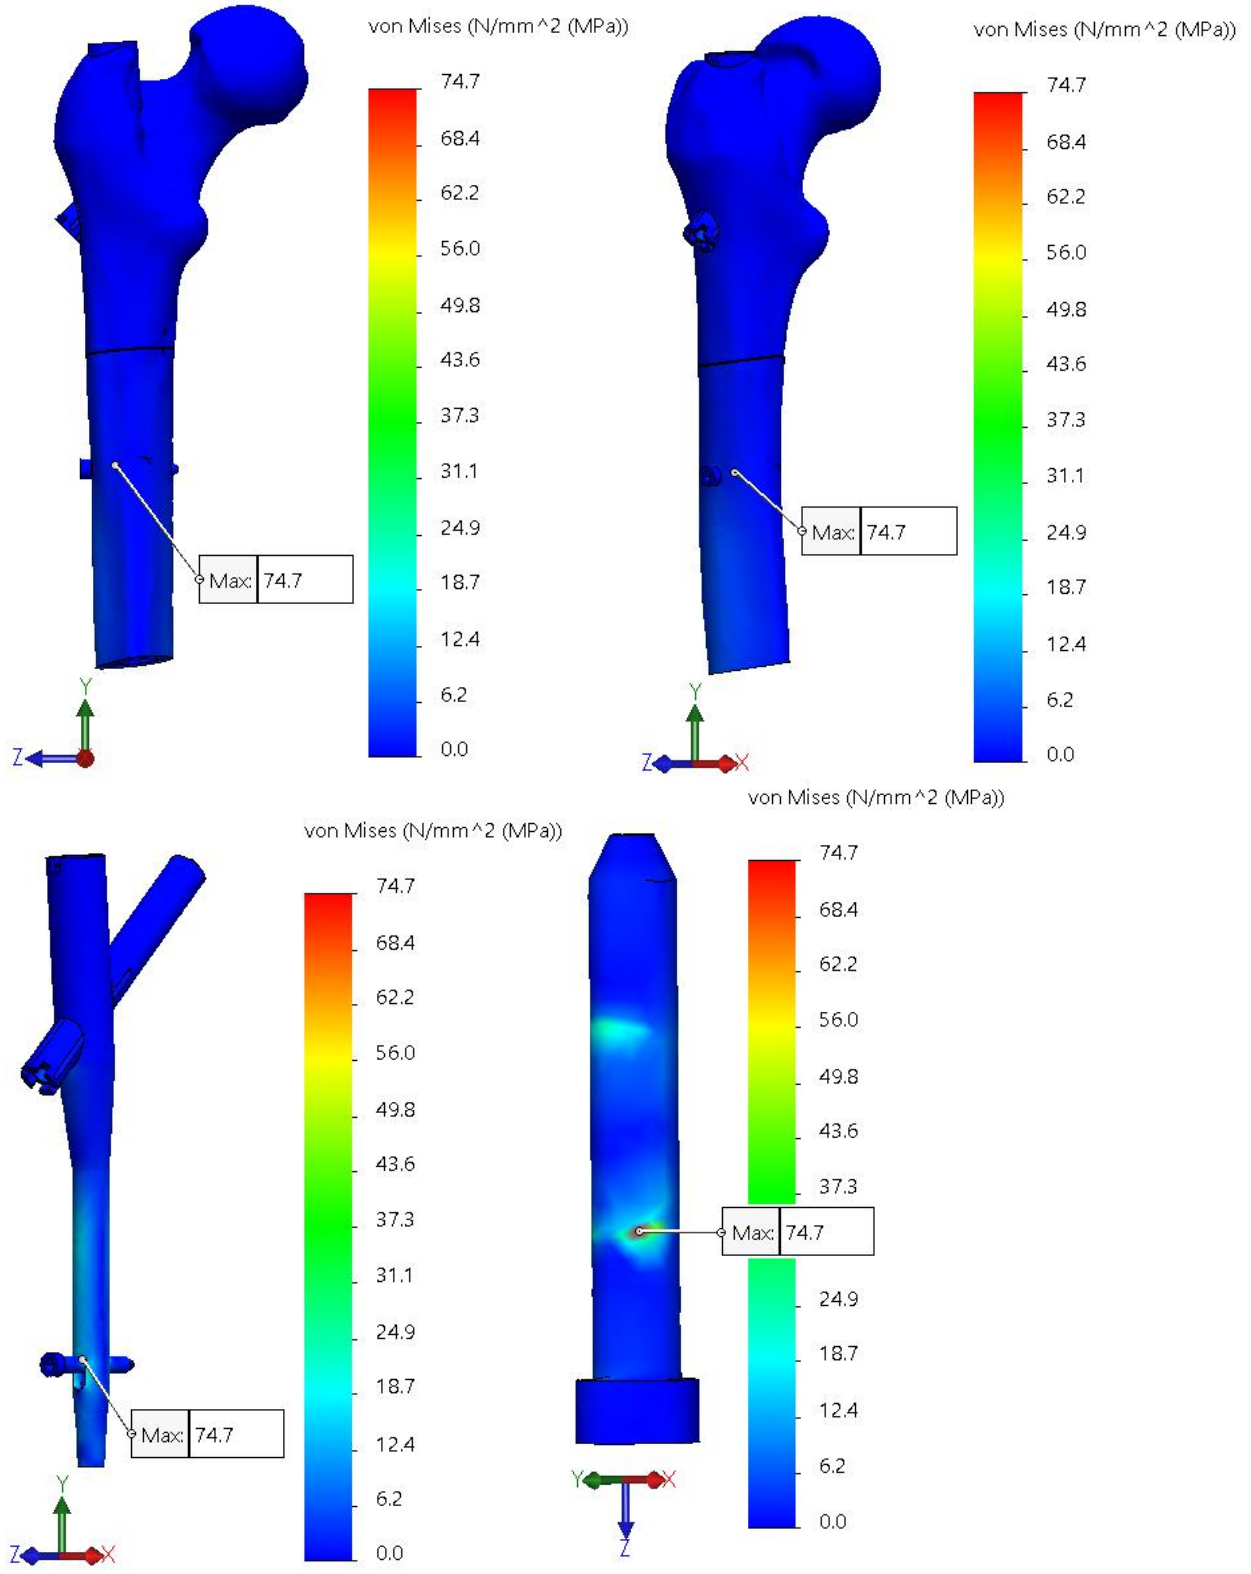 von Mises (N/mm^2 (MPa))
74.7
68.4
62.2
56.0
49.8
43.6
37.3
31.1
24.9
18.7
12.4
6.2
0.0
Max: 74.7
Y
Z
X
von Mises (N/mm^2 (MPa))
74.7
68.4
62.2
56.0
49.8
43.6
37.3
31.1
24.9
18.7
12.4
6.2
0.0
Max: 74.7
Y
Z
X
von Mises (N/mm^2 (MPa))
74.7
68.4
62.2
56.0
49.8
43.6
37.3
31.1
24.9
18.7
12.4
6.2
0.0
Max: 74.7
Y
Z
X
von Mises (N/mm^2 (MPa))
74.7
68.4
62.2
56.0
49.8
43.6
37.3
Max: 74.7
24.9
18.7
12.4
6.2
0.0
Y
X
Z